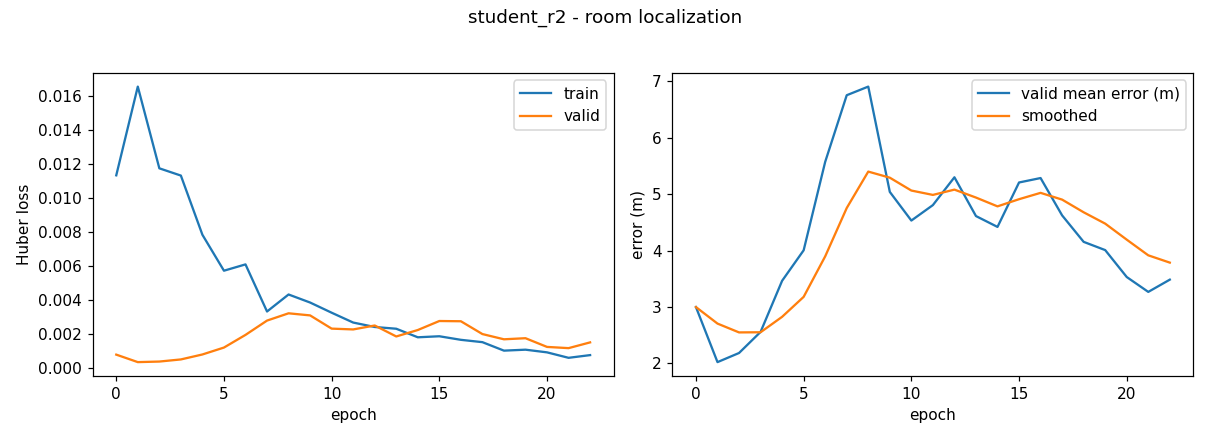 student_r2 - room localization
Huber loss
0.016
0.014
0.012
0.010
0.008
0.006
0.004
0.002
0.000
train
valid
0 5 10 15 20
epoch
error (m)
7
6
5
4
3
2
valid mean error (m)
smoothed
0 5 10 15 20
epoch